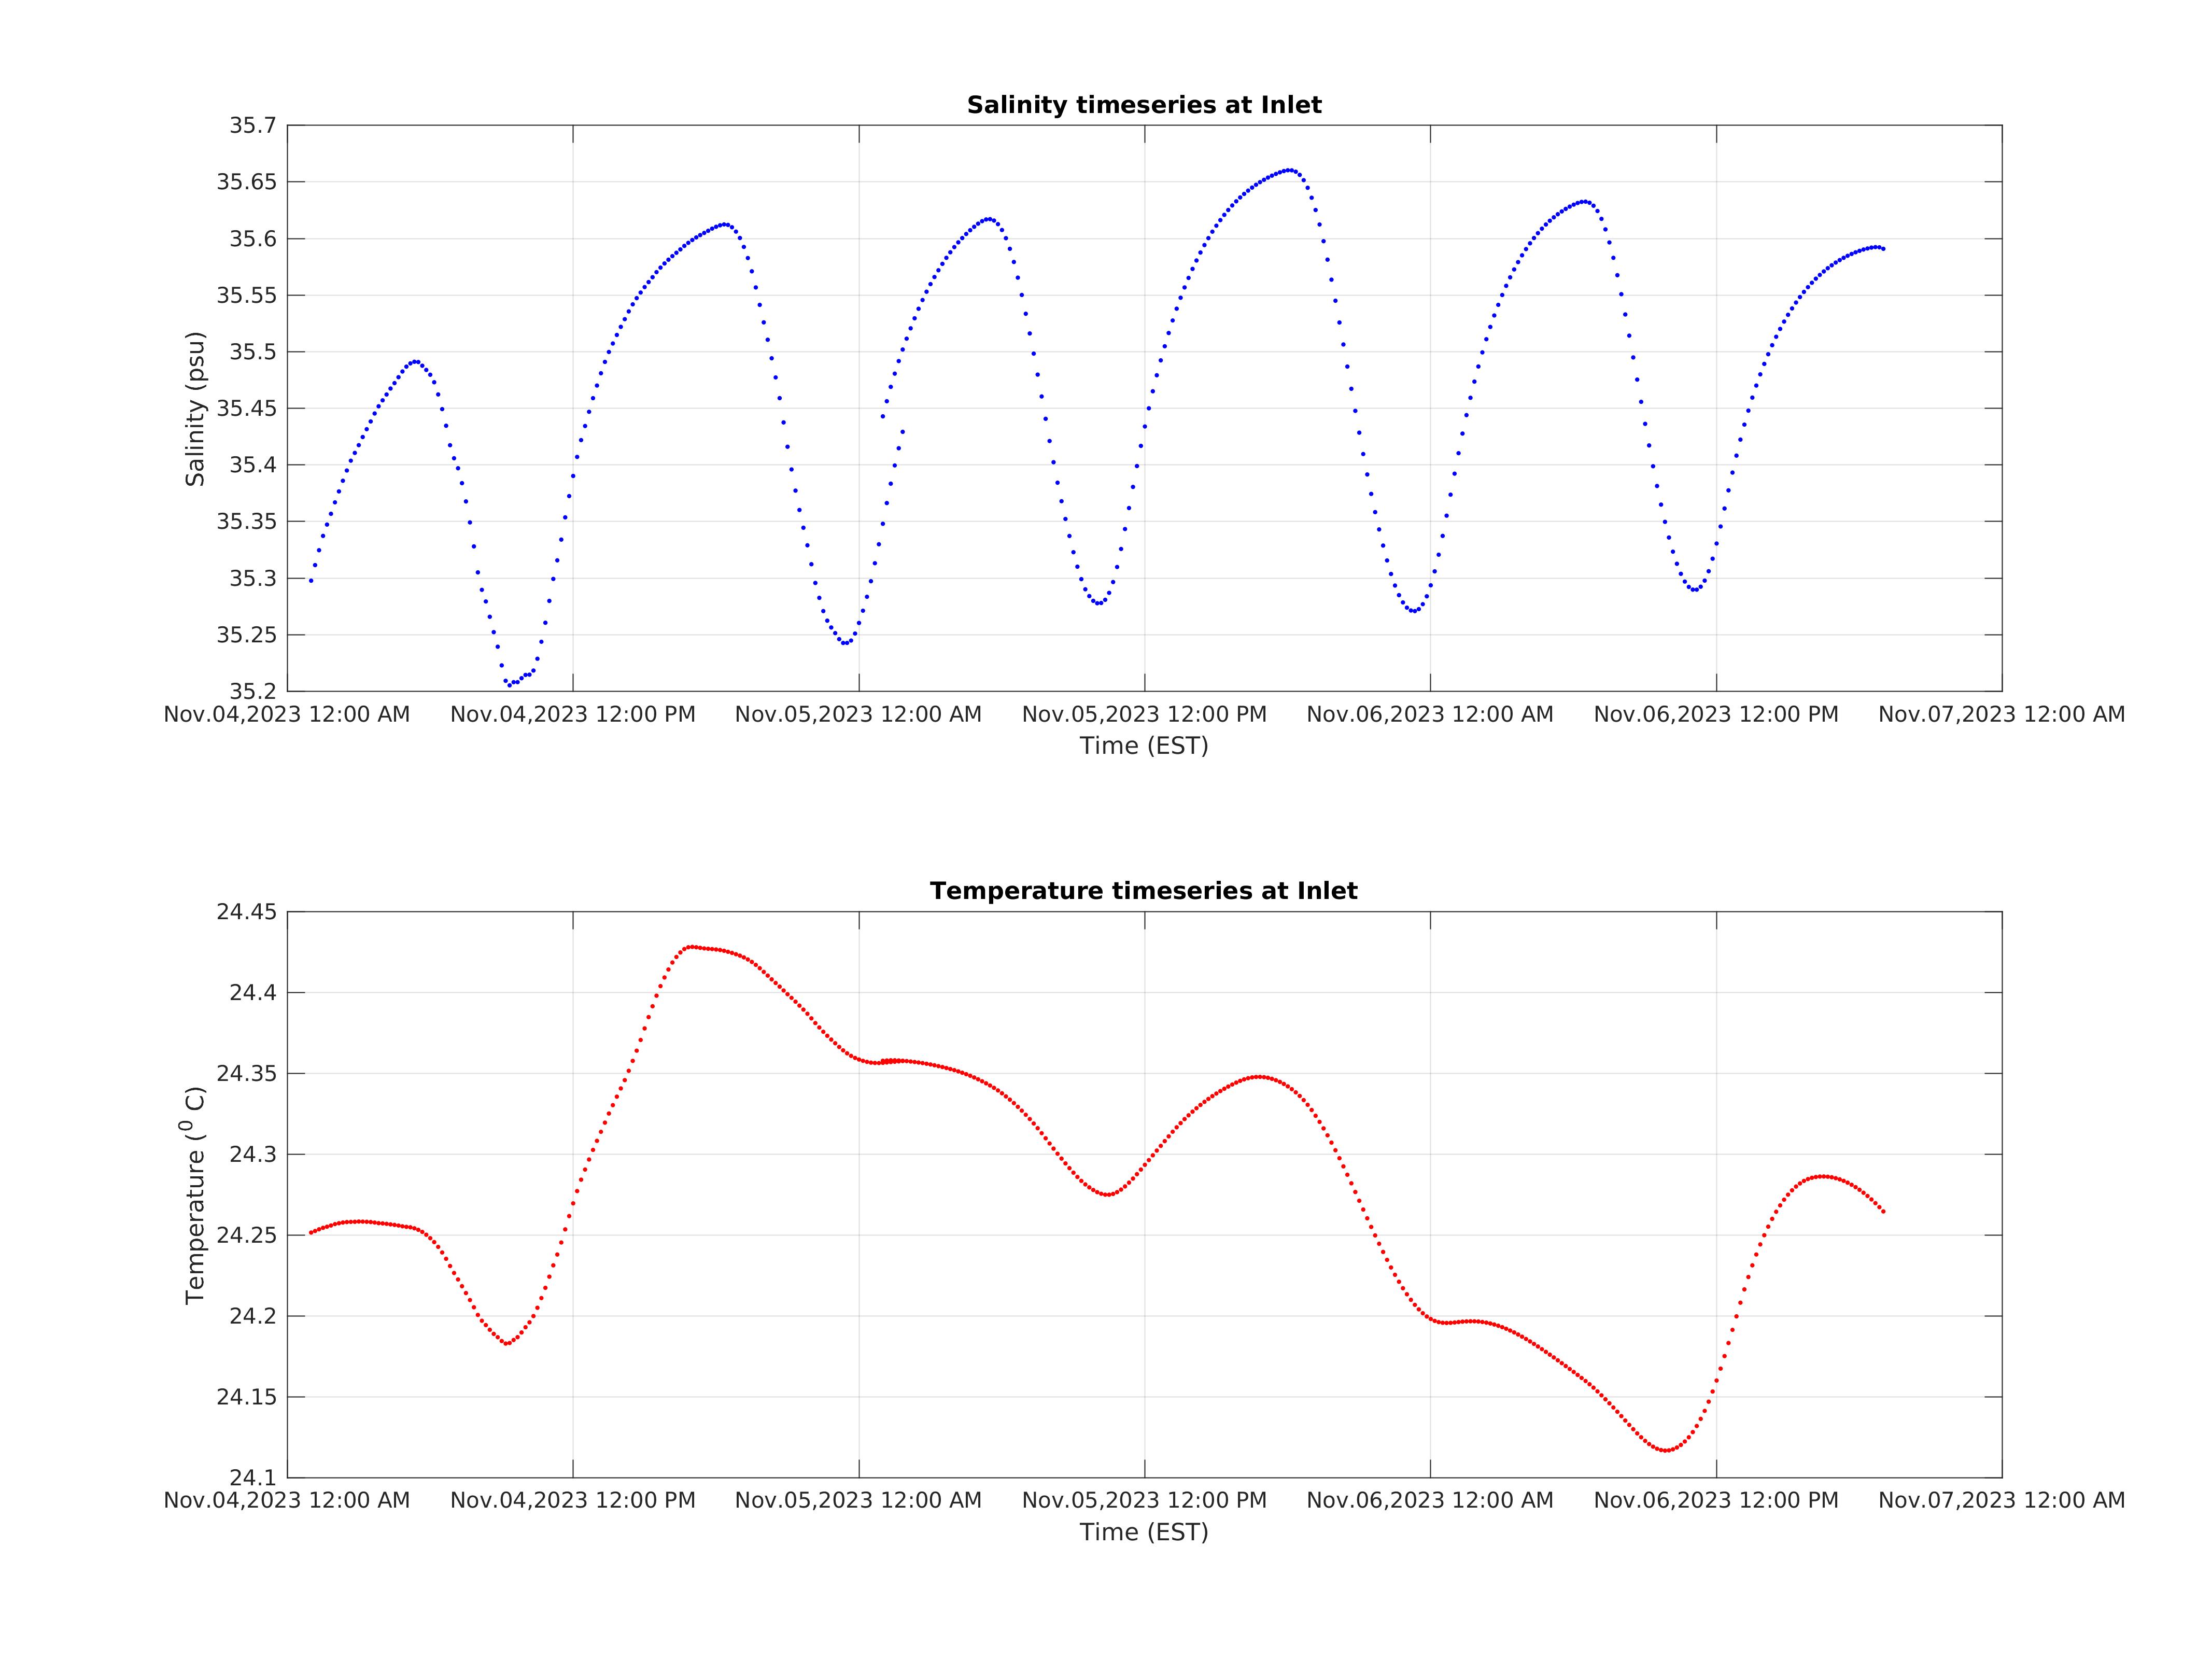 Salinity timeseries at Inlet
35.7
35.65
35.6
35.55
35.5
35.45
35.4
35.35
35.3
35.25
35.2
Salinity (psu)
Nov.04,2023 12:00 AM Nov.04,2023 12:00 PM Nov.05,2023 12:00 AM Nov.05,2023 12:00 PM Nov.06,2023 12:00 AM Nov.06,2023 12:00 PM Nov.07,2023 12:00 AM
Time (EST)
Temperature timeseries at Inlet
24.45
24.4
24.35
24.3
24.25
24.2
24.15
24.1
Temperature (⁰ C)
Nov.04,2023 12:00 AM Nov.04,2023 12:00 PM Nov.05,2023 12:00 AM Nov.05,2023 12:00 PM Nov.06,2023 12:00 AM Nov.06,2023 12:00 PM Nov.07,2023 12:00 AM
Time (EST)